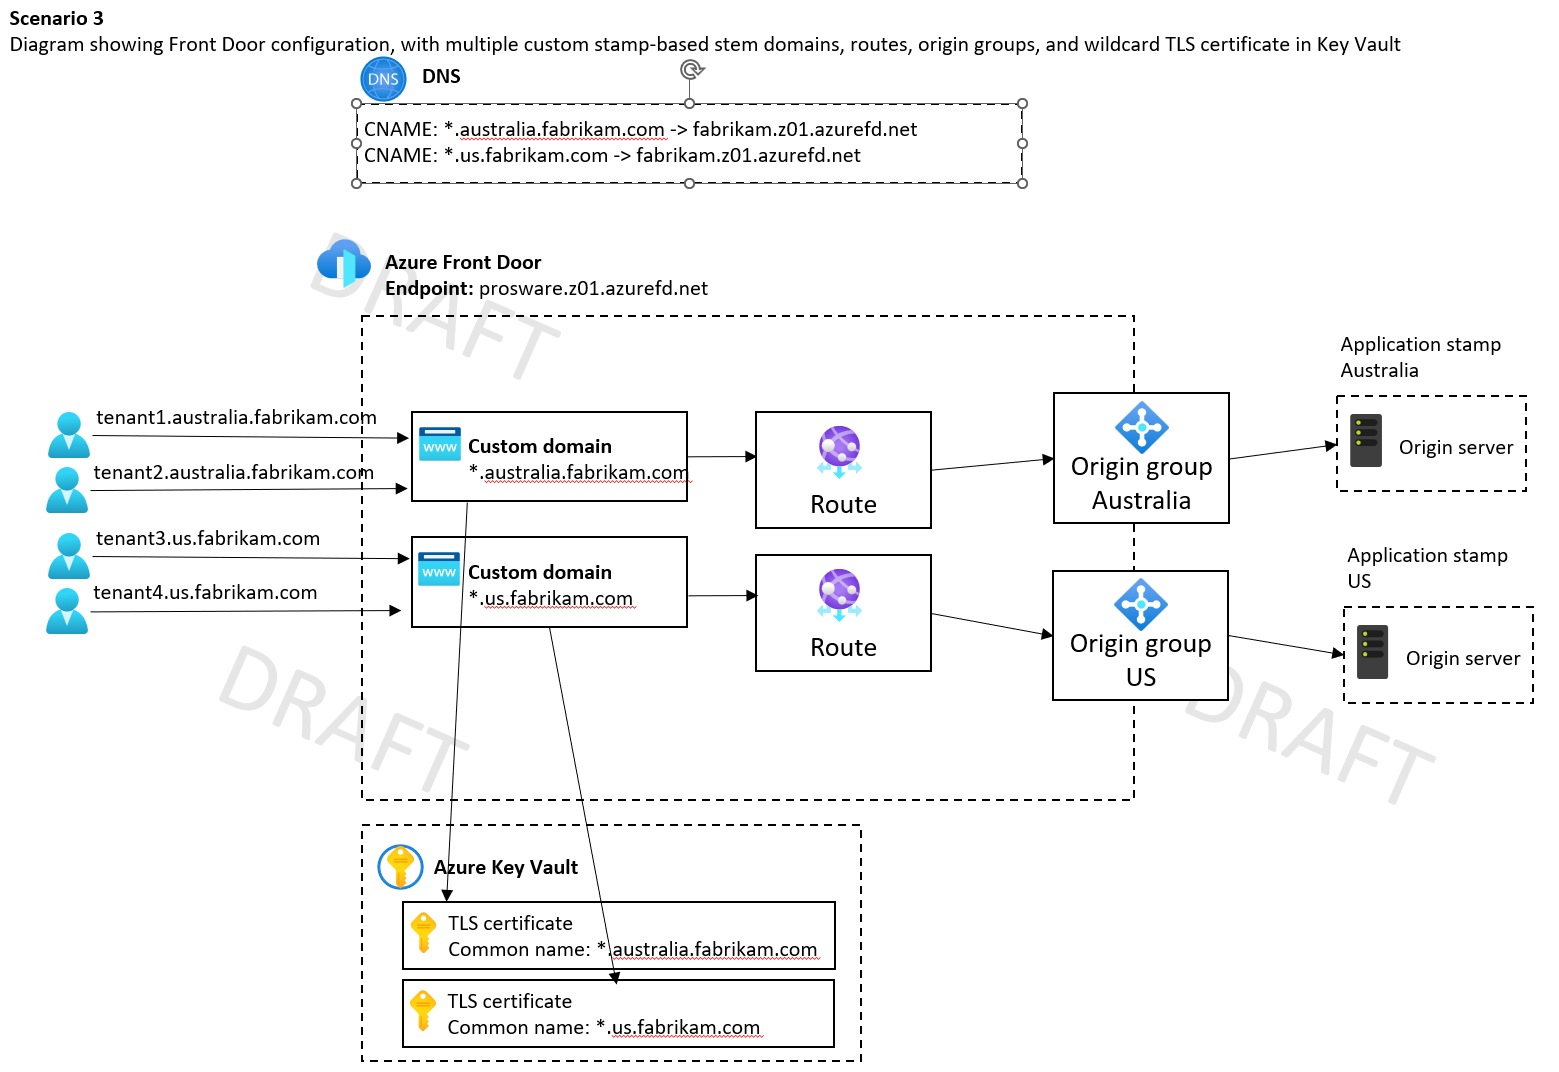 Scenario 3
Diagram showing Front Door configuration, with multiple custom stamp-based stem domains, routes, origin groups, and wildcard TLS certificate in Key Vault
DNS
DNS
CNAME: *.australia.fabrikam.com -> fabrikam.z01.azurefd.net
CNAME: *.us.fabrikam.com -> fabrikam.z01.azurefd.net
DRAFT
Azure Front Door
Endpoint: prosware.z01.azurefd.net
Application stamp
Australia
tenant1.australia.fabrikam.com
tenant2.australia.fabrikam.com
tenant3.us.fabrikam.com
tenant4.us.fabrikam.com
www
Custom domain
*.australia.fabrikam.com
www
Custom domain
*.us.fabrikam.com
Route
Route
Origin group
Australia
Origin group
US
Origin server
Application stamp
US
Origin server
DRAFT
DRAFT
Azure Key Vault
TLS certificate
Common name: *.australia.fabrikam.com
TLS certificate
Common name: *.us.fabrikam.com